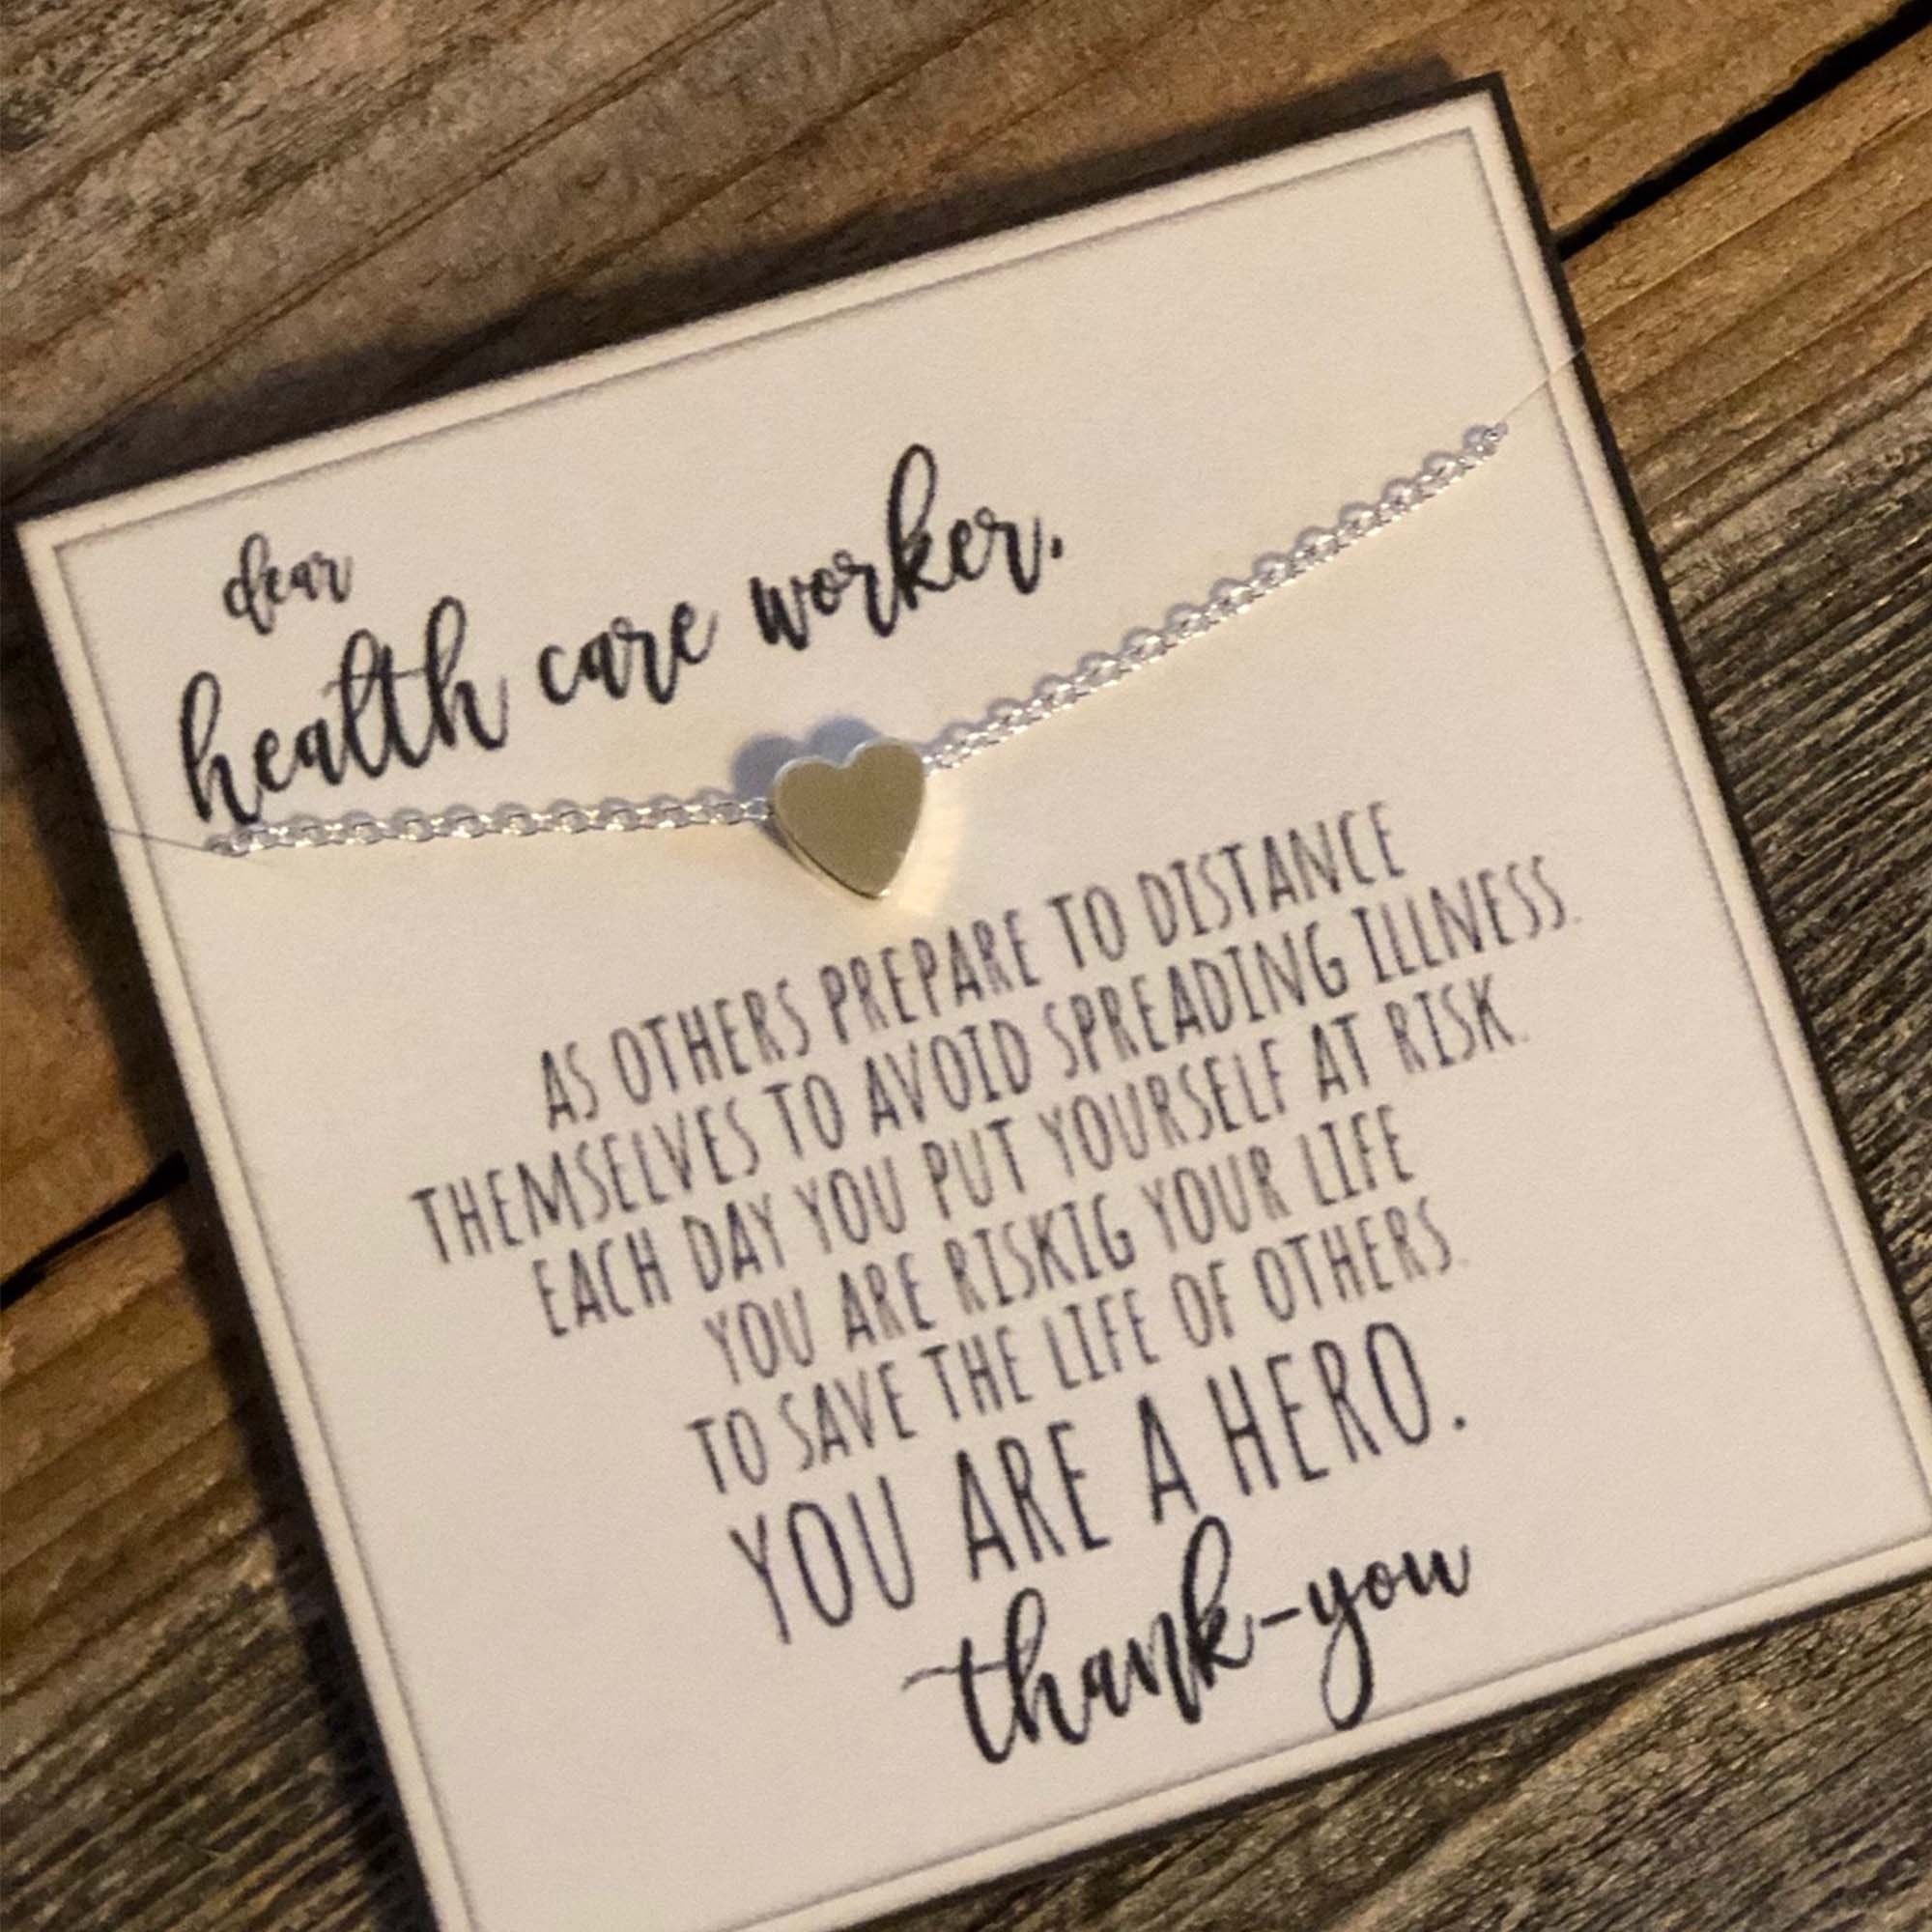 dear
health care worker.
AS OTHERS PREPARE TO DISTANCE
THEMSELVES TO AVOID SPREADING ILLNESS.
EACH DAY YOU PUT YOURSELF AT RISK.
YOU ARE RISKIG YOUR LIFE
TO SAVE THE LIFE OF OTHERS.
YOU ARE A HERO.
thank-you